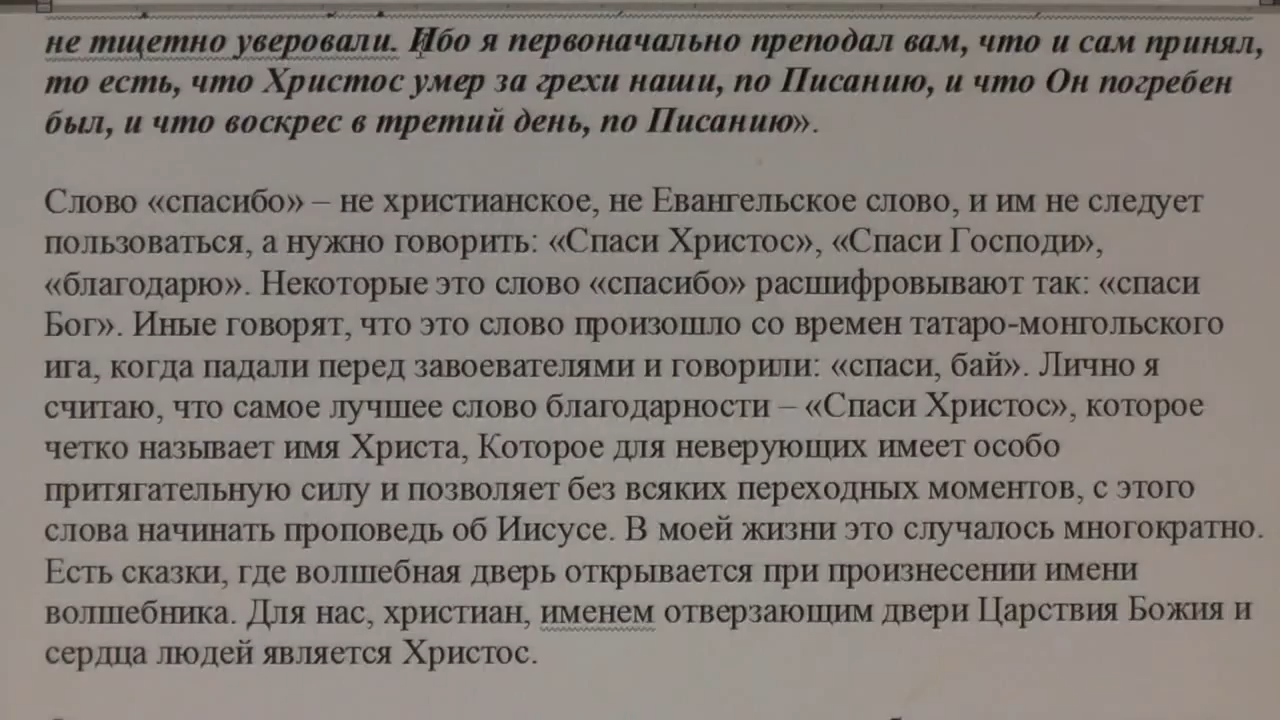 не тщетно уверовали. Ибо я первоначально преподал вам, что и сам принял,
то есть, что Христос умер за грехи наши, по Писанию, и что Он погребен
был, и что воскрес в третий день, по Писанию».
Слово «спасибо» – не христианское, не Евангельское слово, и им не следует
пользоваться, а нужно говорить: «Спаси Христос», «Спаси Господи»,
«благодарю». Некоторые это слово «спасибо» расшифровывают так: «спаси
Бог». Иные говорят, что это слово произошло со времен татаро-монгольского
ига, когда падали перед завоевателями и говорили: «спаси, бай». Лично я
считаю, что самое лучшее слово благодарности – «Спаси Христос», которое
четко называет имя Христа, Которое для неверующих имеет особо
притягательную силу и позволяет без всяких переходных моментов, с этого
слова начинать проповедь об Иисусе. В моей жизни это случалось многократно.
Есть сказки, где волшебная дверь открывается при произнесении имени
волшебника. Для нас, христиан, именем отверзающим двери Царствия Божия и
сердца людей является Христос.